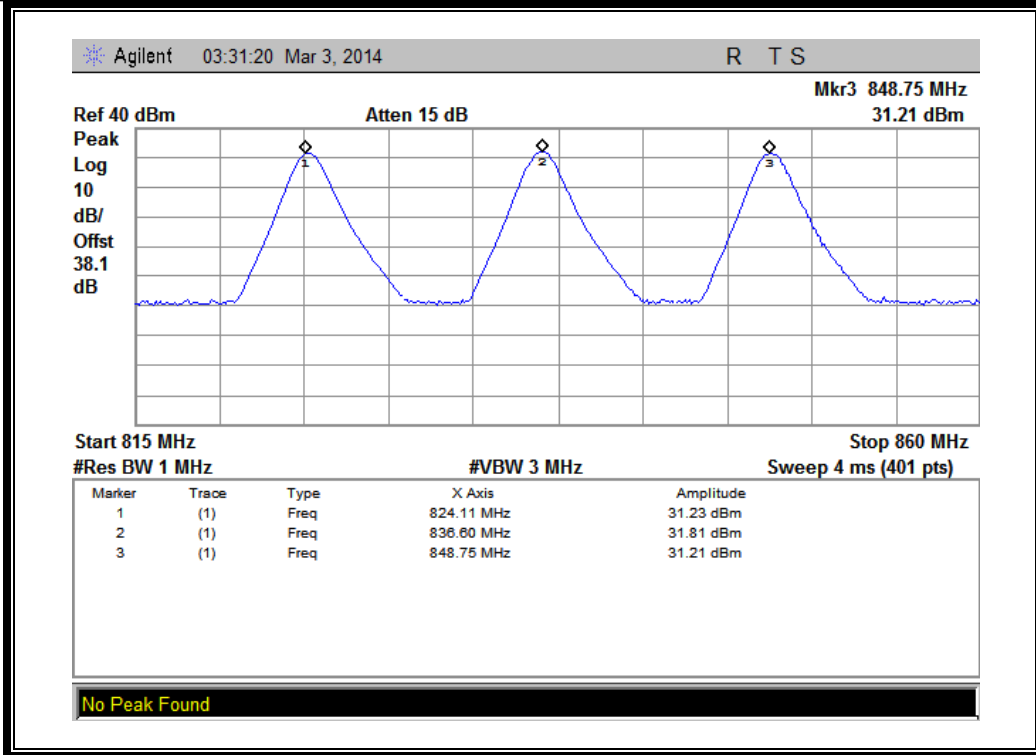 Agilent 03:31:20 Mar 3, 2014 R T S
Mkr3 848.75 MHz
Ref 40 dBm Atten 15 dB 31.21 dBm
Peak
Log
10
dB/
Offst
38.1
dB
1 2 3
Start 815 MHz Stop 860 MHz
#Res BW 1 MHz #VBW 3 MHz Sweep 4 ms (401 pts)
Marker Trace Type X Axis Amplitude
1 (1) Freq 824.11 MHz 31.23 dBm
2 (1) Freq 836.60 MHz 31.81 dBm
3 (1) Freq 848.75 MHz 31.21 dBm
No Peak Found